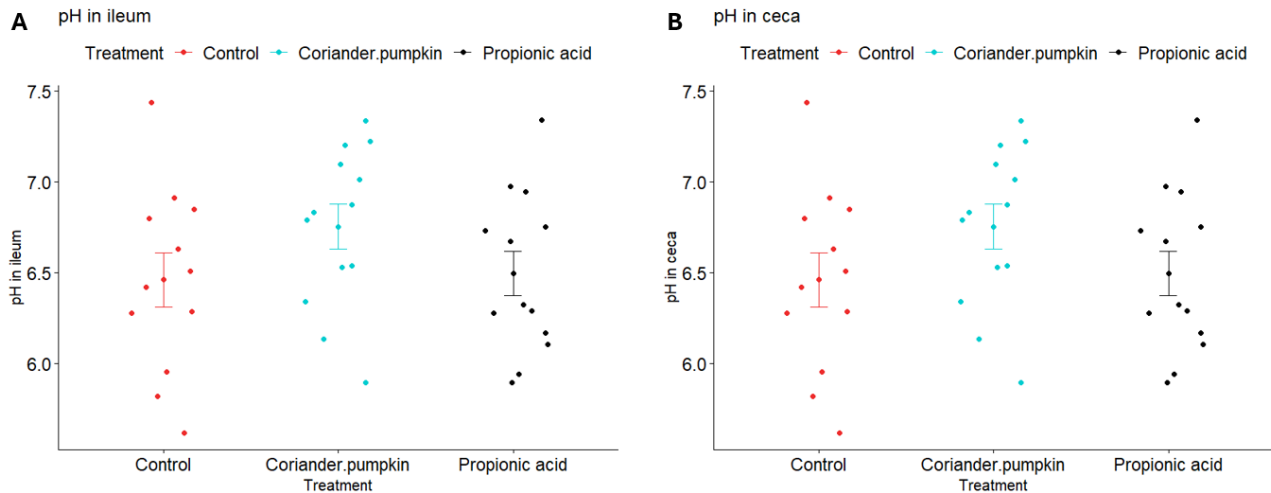 A pH in ileum
Treatment Control Coriander.pumpkin Propionic acid
7.5
7.0
6.5
6.0
pH in ileum
Control Coriander.pumpkin Propionic acid
Treatment
B pH in ceca
Treatment Control Coriander.pumpkin Propionic acid
7.5
7.0
6.5
6.0
pH in ceca
Control Coriander.pumpkin Propionic acid
Treatment